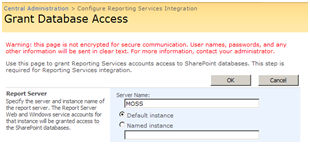 Central Administration > Configure Reporting Services Integration
Grant Database Access
Warning: this page is not encrypted for secure communication. User names, passwords, and any
other information will be sent in clear text. For more information, contact your administrator.
Use this page to grant Reporting Services accounts access to SharePoint databases. This step is
required for Reporting Services integration.
OK Cancel
Report Server
Specify the server and instance name of
the report server. The Report Server
Web and Windows service accounts for
that instance will be granted access to
the SharePoint databases.
Server Name:
MOSS
Default instance
Named instance